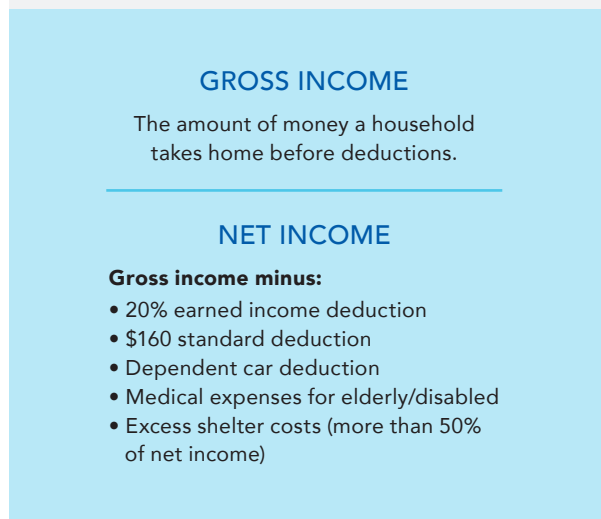 GROSS INCOME
The amount of money a household
takes home before deductions.
NET INCOME
Gross income minus:
• 20% earned income deduction
• $160 standard deduction
• Dependent car deduction
• Medical expenses for elderly/disabled
• Excess shelter costs (more than 50%
of net income)